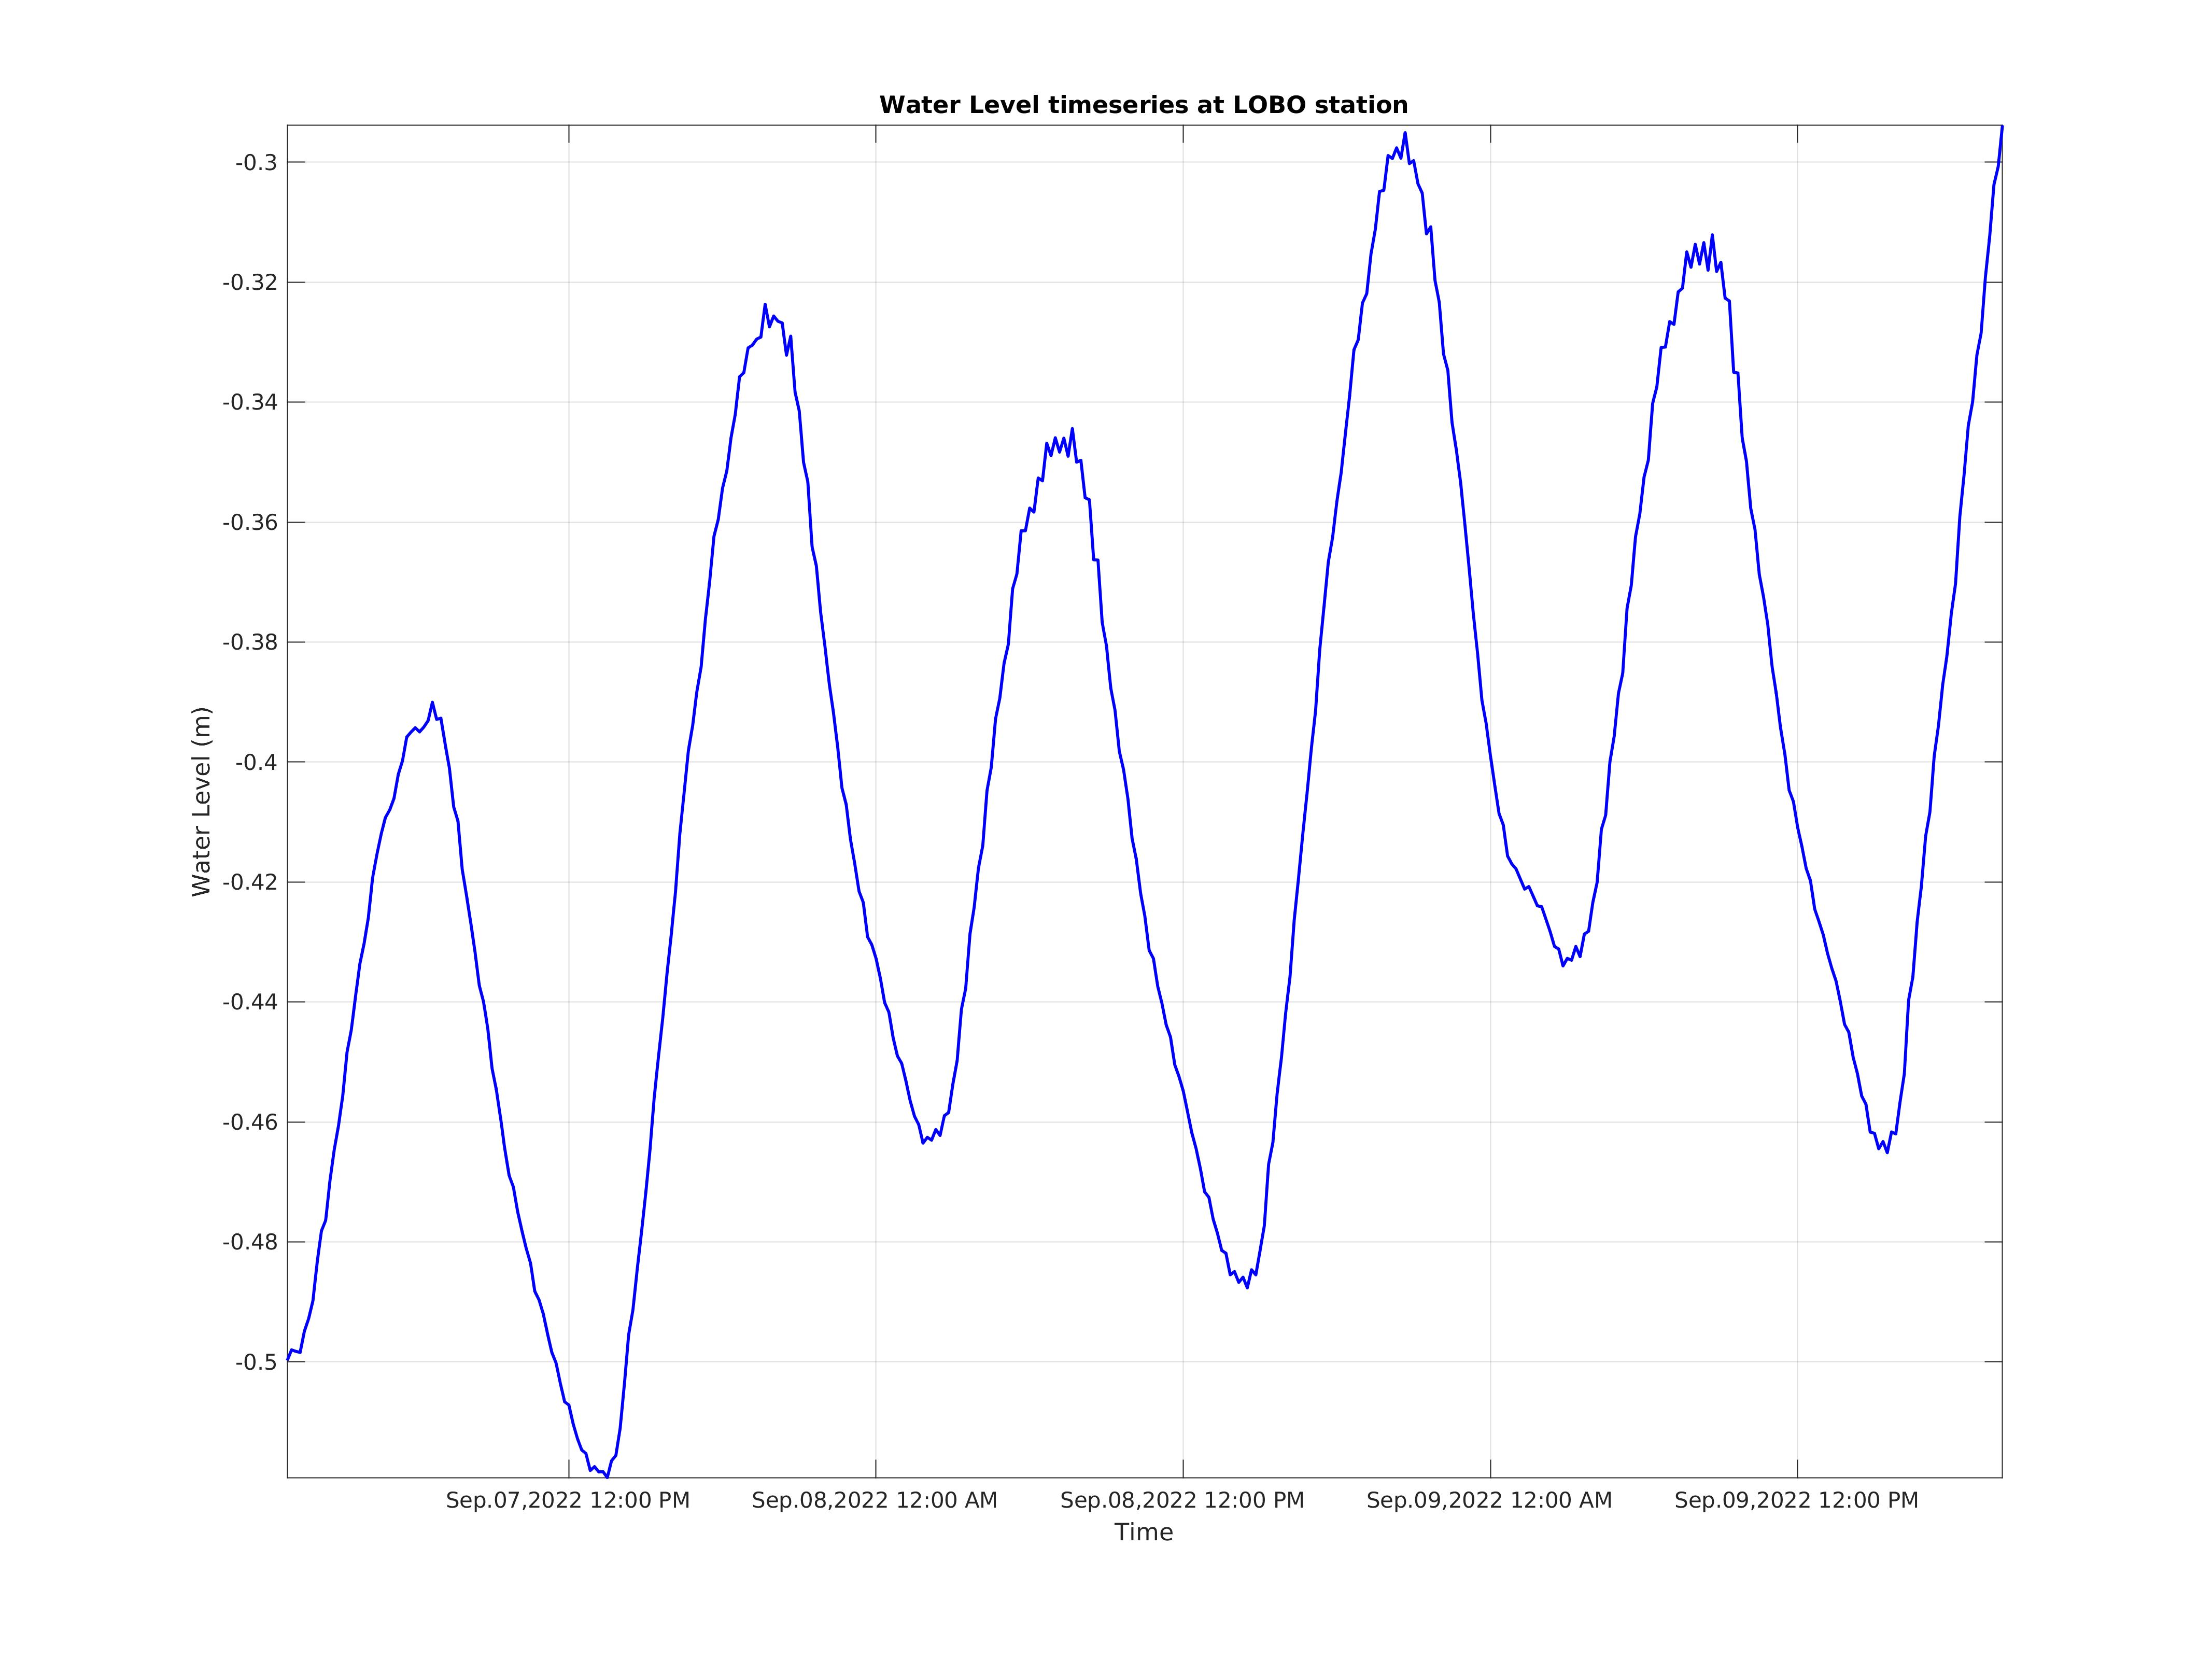 Water Level timeseries at LOBO station
-0.3
-0.32
-0.34
-0.36
-0.38
-0.4
-0.42
-0.44
-0.46
-0.48
-0.5
Water Level (m)
Sep.07,2022 12:00 PM
Sep.08,2022 12:00 AM
Sep.08,2022 12:00 PM
Sep.09,2022 12:00 AM
Sep.09,2022 12:00 PM
Time